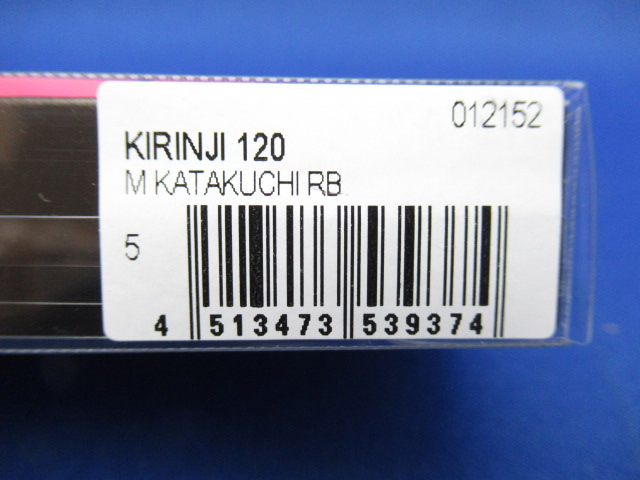 012152
KIRINJI 120
M KATAKUCHI RB
5
4 513473 539374